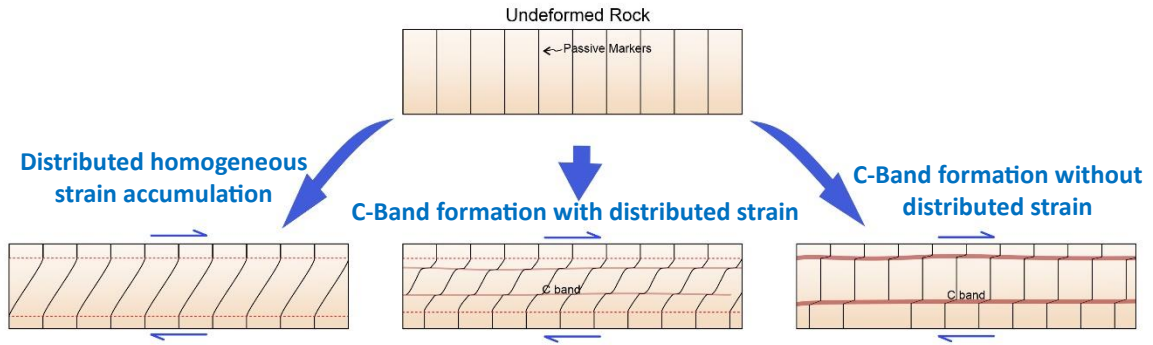 Undeformed Rock
Passive Markers
Distributed homogeneous
strain accumulation
C-Band formation with distributed strain
C-Band formation without
distributed strain
C band
C band